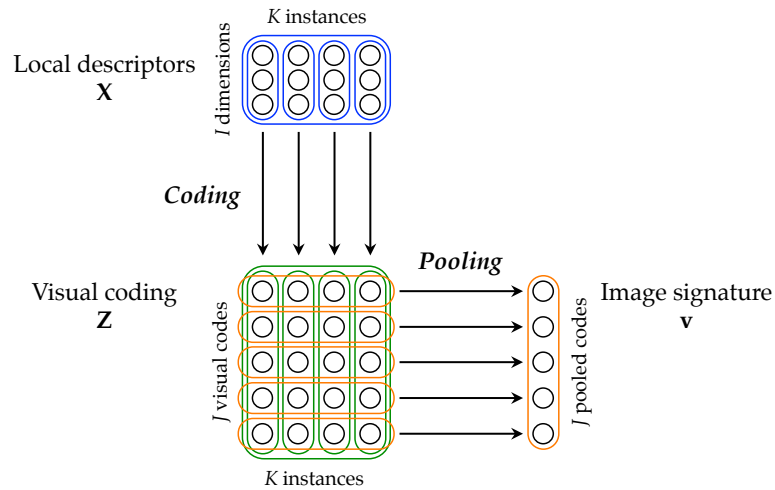 K instances
Local descriptors
X
I dimensions
Coding
Pooling
Visual coding
Z
J visual codes
Image signature
v
J pooled codes
K instances